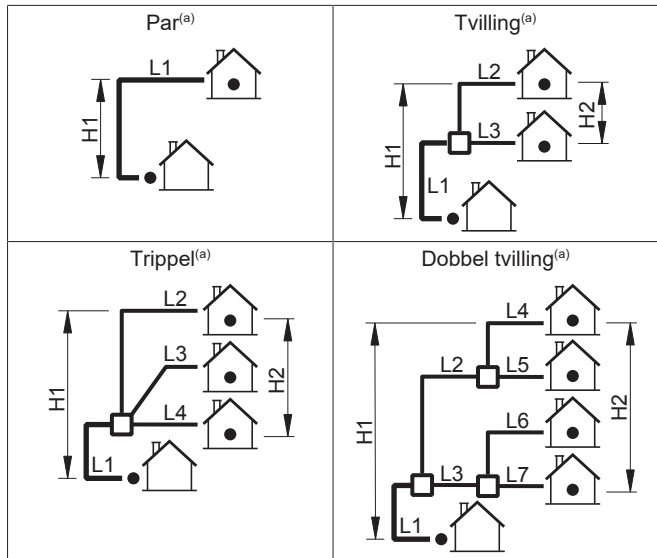 Par(a)
L1
H1
Tvilling(a)
L2
H2
L3
H1
L1
Trippel(a)
L2
L3
H1
H2
L4
L1
Dobbel tvilling(a)
L4
L2
L5
H1
H2
L6
L3
L7
L1